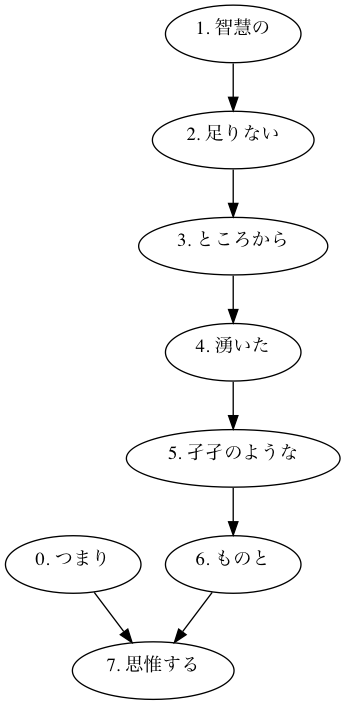 1. 智慧の
2. 足りない
3. ところから
4. 湧いた
5. 孑孑のような
0. つまり
6. ものと
7. 思惟する